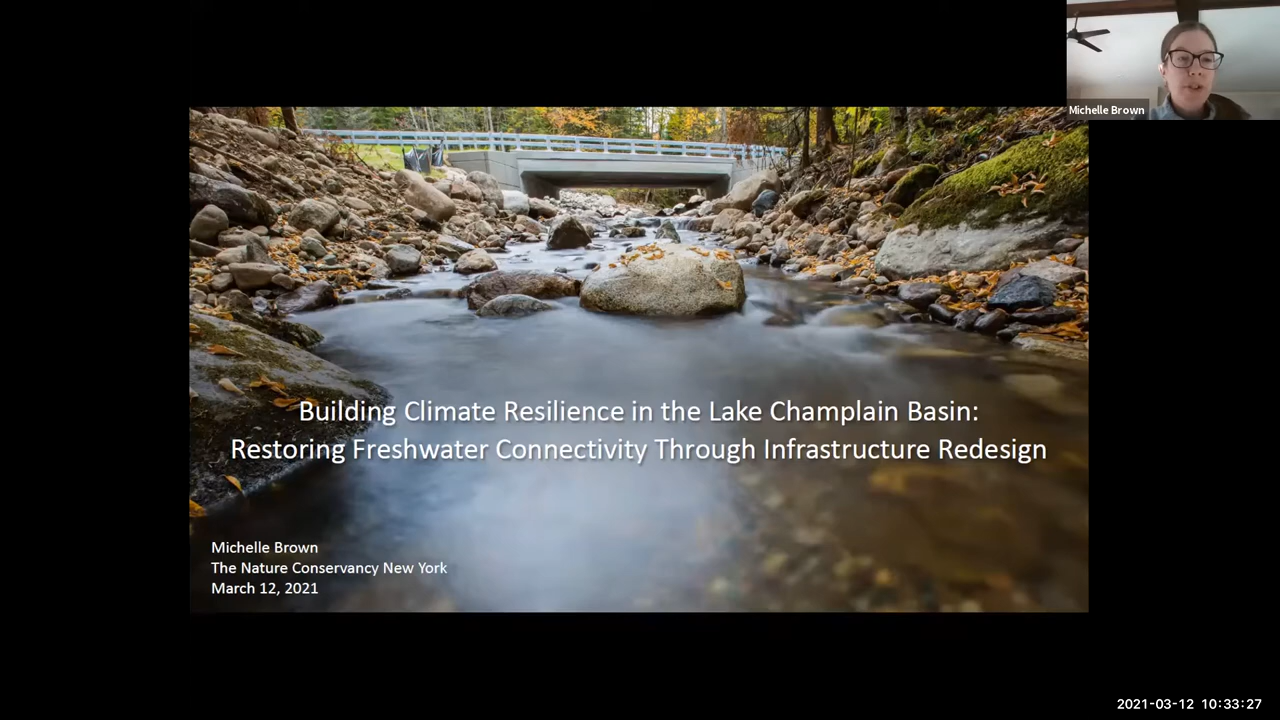 Michelle Brown
Building Climate Resilience in the Lake Champlain Basin:
Restoring Freshwater Connectivity Through Infrastructure Redesign
Michelle Brown
The Nature Conservancy New York
March 12, 2021
2021-03-12 10:33:27